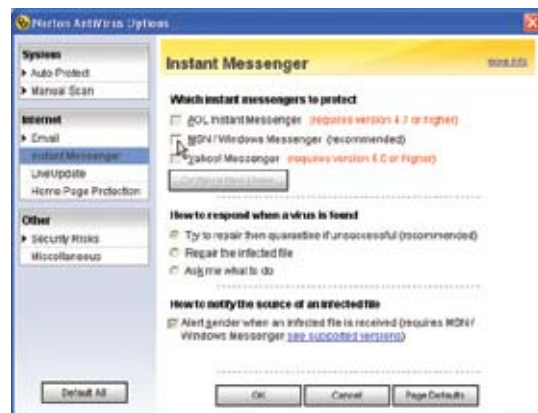 Norton AntiVirus Options
System
Auto-Protect
Manual Scan
Internet
Email
Instant Messenger
LiveUpdate
Home Page Protection
Other
Security Risks
Miscellaneous
Default All
Instant Messenger
More Info
Which instant messengers to protect
AOL Instant Messenger (requires version 4.7 or higher)
MSN / Windows Messenger (recommended)
Yahoo! Messenger (requires version 5.0 or higher)
How to respond when a virus is found
Try to repair then quarantine if unsuccessful (recommended)
Repair the infected file
Ask me what to do
How to notify the source of an infected file
Alert sender when an infected file is received (requires MSN /
Windows Messenger see supported versions)
OK
Cancel
Page Defaults